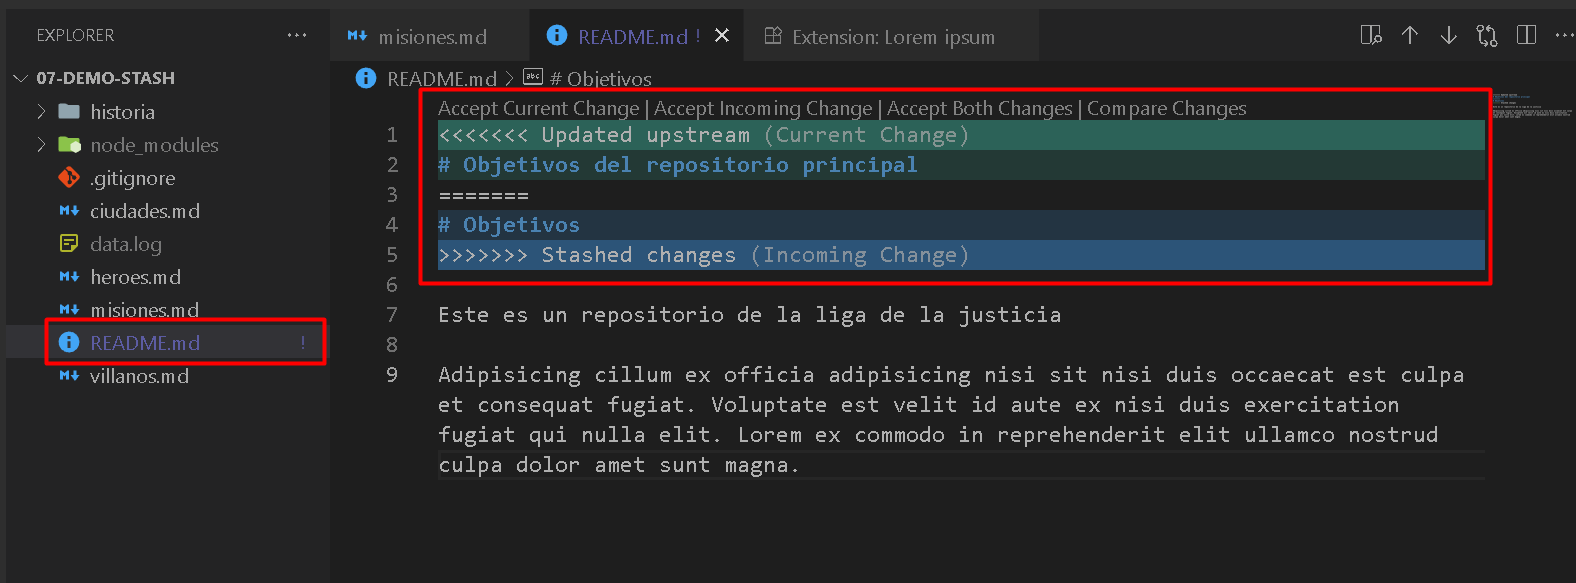 EXPLORER
07-DEMO-STASH
historia
node_modules
.gitignore
ciudades.md
data.log
heroes.md
misiones.md
README.md !
villanos.md
misiones.md
README.md !
Extension: Lorem ipsum
README.md > abc # Objetivos
Accept Current Change | Accept Incoming Change | Accept Both Changes | Compare Changes
1 <<<<<<< Updated upstream (Current Change)
2 # Objetivos del repositorio principal
3 =======
4 # Objetivos
5 >>>>>>> Stashed changes (Incoming Change)
6
7 Este es un repositorio de la liga de la justicia
8
9 Adipisicing cillum ex officia adipisicing nisi sit nisi duis occaecat est culpa
et consequat fugiat. Voluptate est velit id aute ex nisi duis exercitation
fugiat qui nulla elit. Lorem ex commodo in reprehenderit elit ullamco nostrud
culpa dolor amet sunt magna.